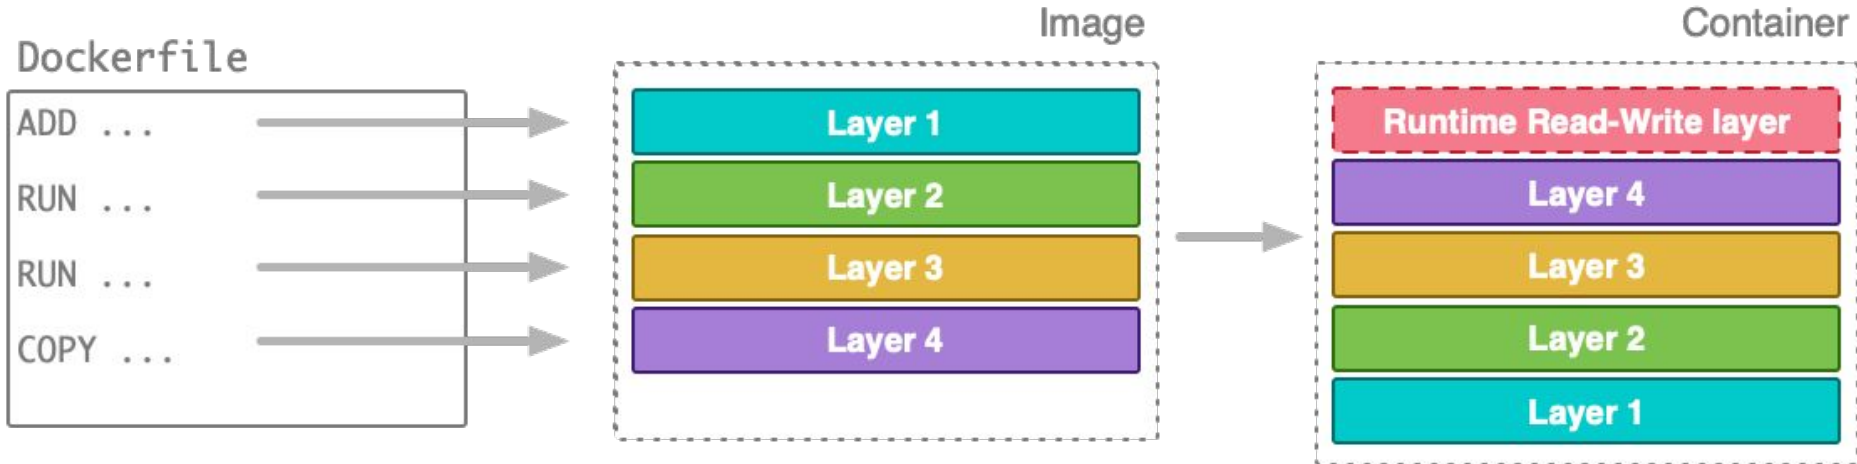 Dockerfile
ADD ...
RUN ...
RUN ...
COPY ...
Image
Layer 1
Layer 2
Layer 3
Layer 4
Container
Runtime Read-Write layer
Layer 4
Layer 3
Layer 2
Layer 1